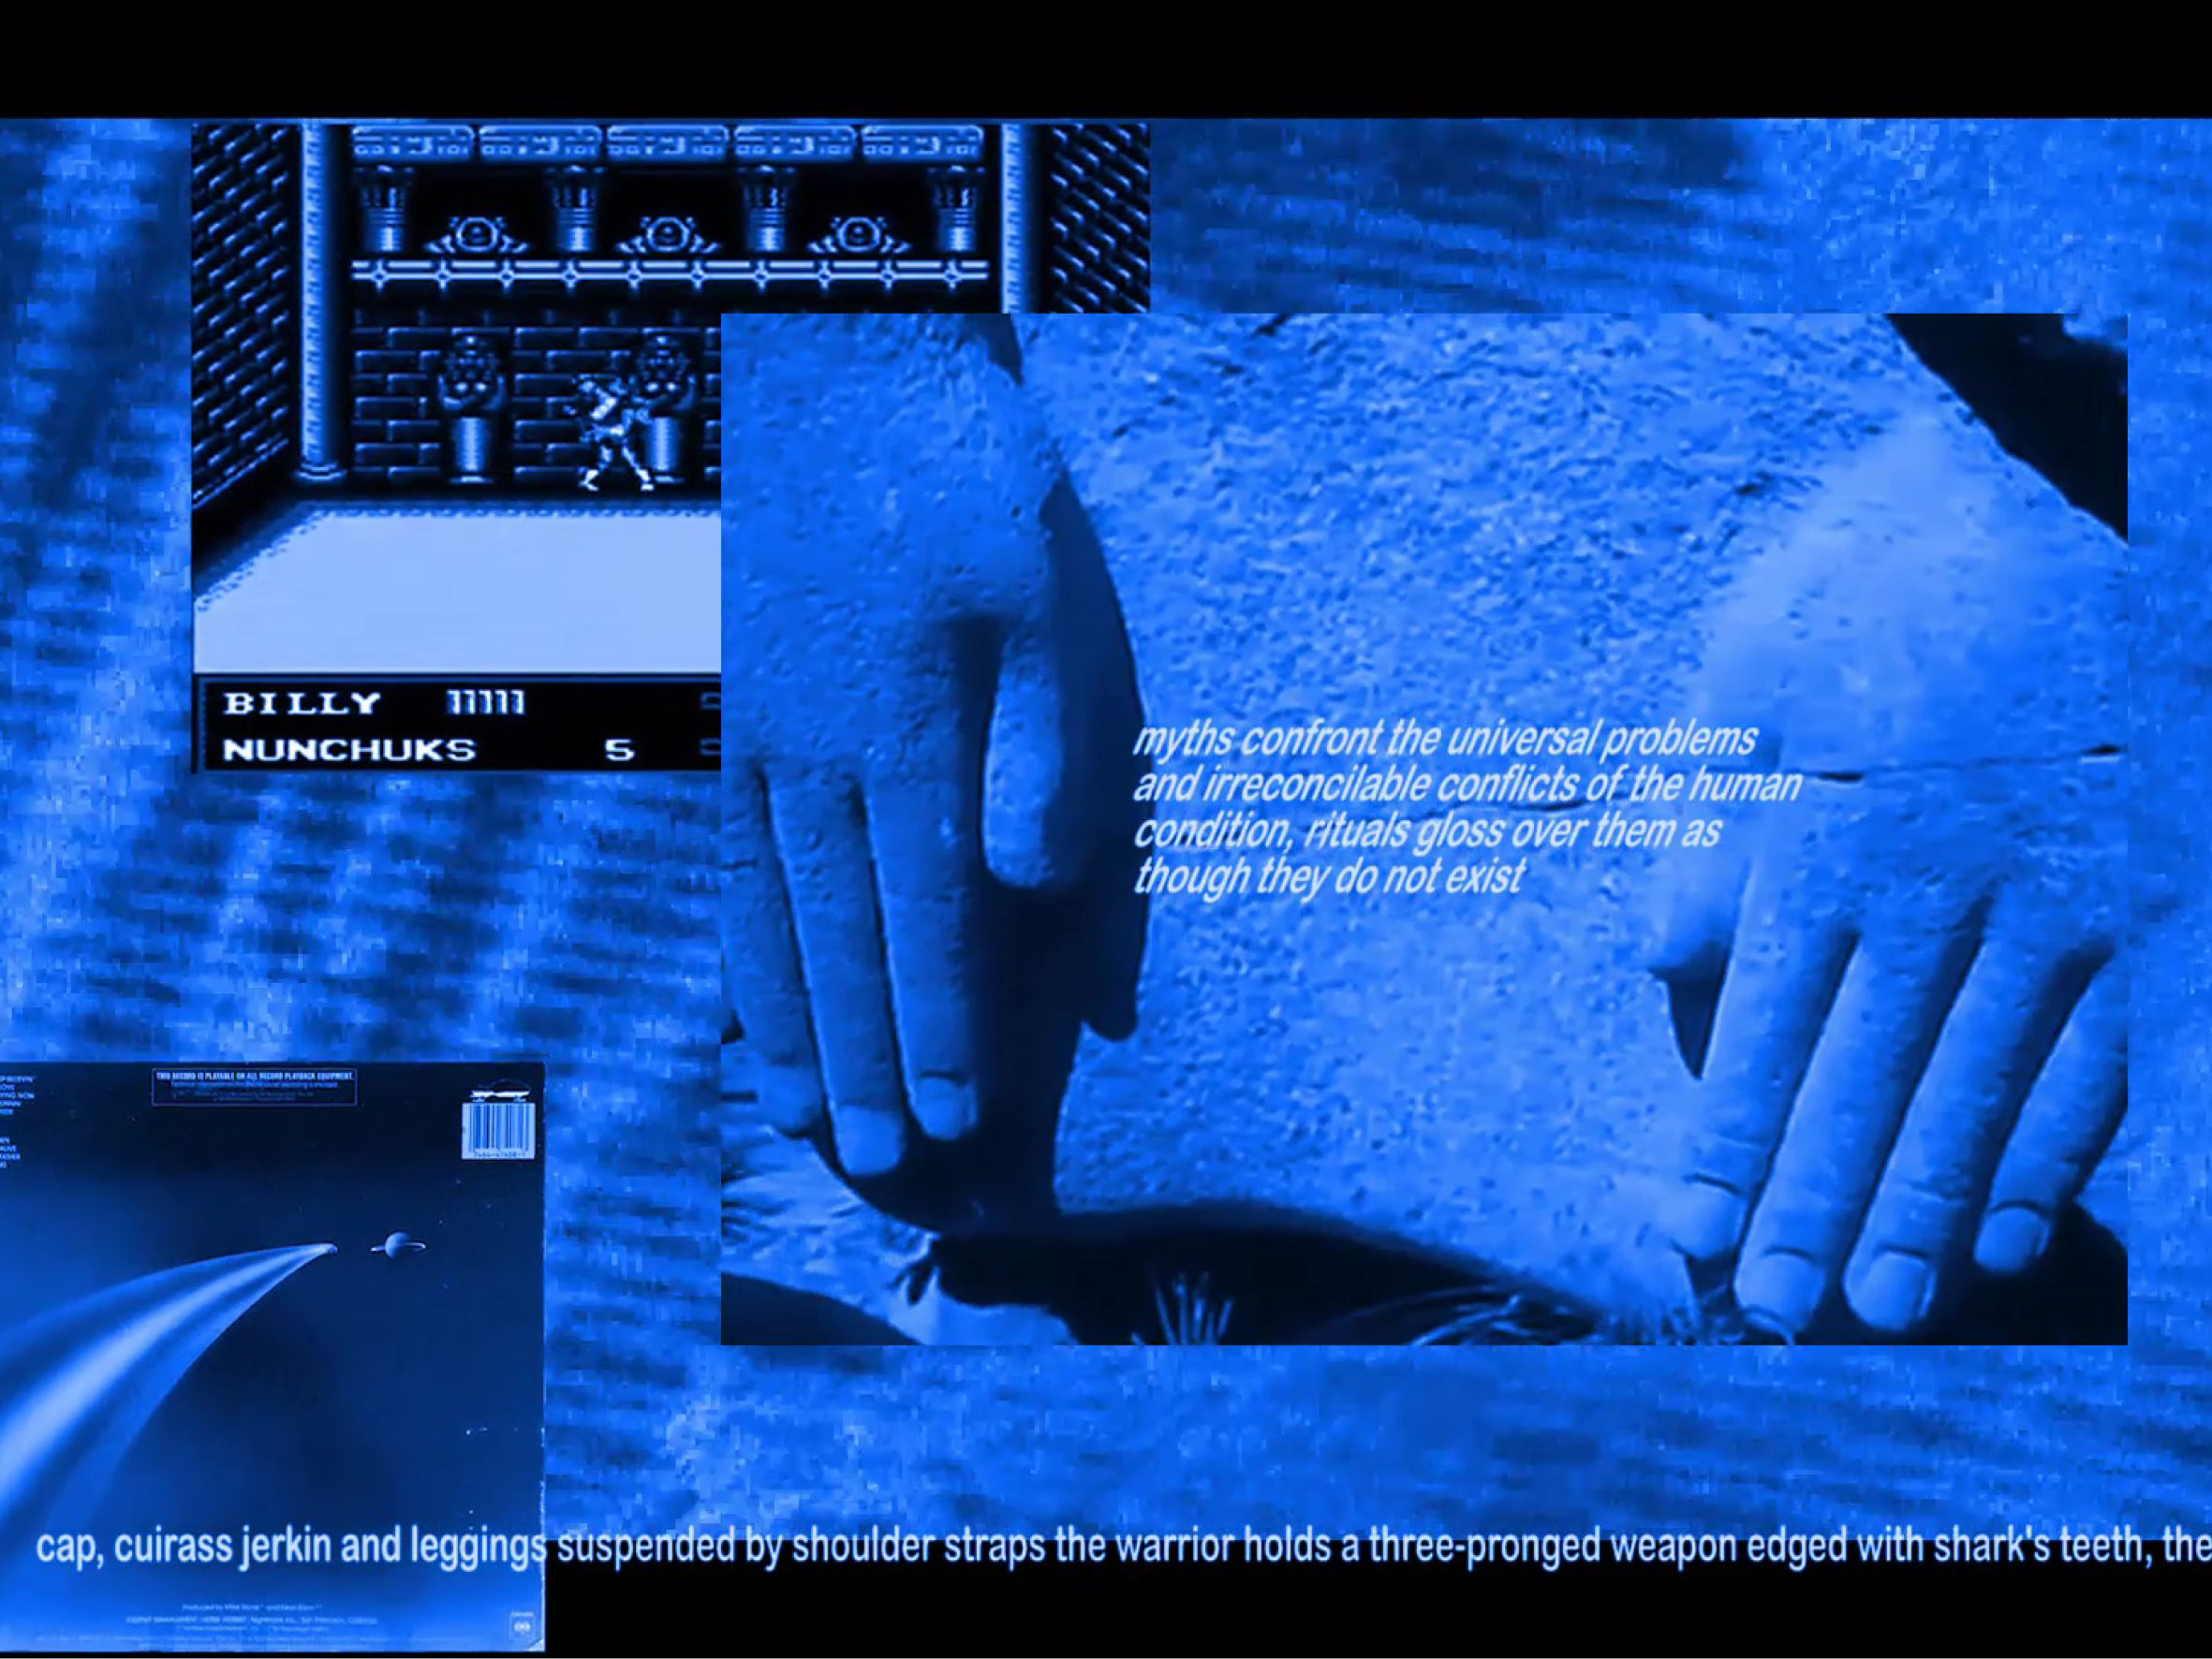 BILLY
NUNCHUKS 5
myths confront the universal problems
and irreconcilable conflicts of the human
condition, rituals gloss over them as
though they do not exist
THIS RECORD IS PLAYABLE ON ALL RECORD PLAYBACK EQUIPMENT.
cap, cuirass jerkin and leggings suspended by shoulder straps the warrior holds a three-pronged weapon edged with shark's teeth, the